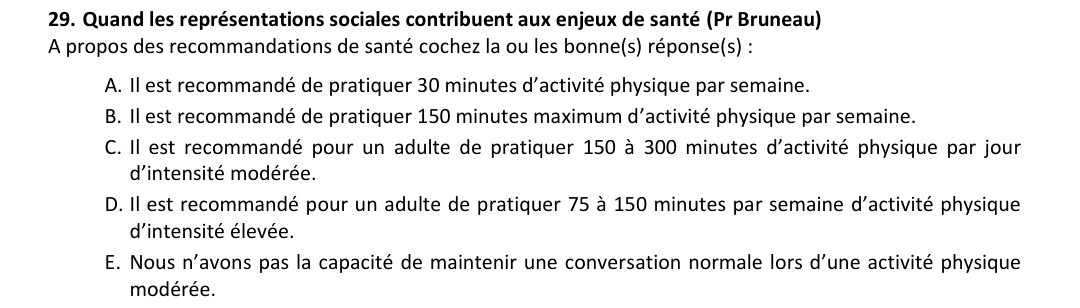 29. Quand les représentations sociales contribuent aux enjeux de santé (Pr Bruneau)
A propos des recommandations de santé cochez la ou les bonne(s) réponse(s) :
A. Il est recommandé de pratiquer 30 minutes d’activité physique par semaine.
B. Il est recommandé de pratiquer 150 minutes maximum d’activité physique par semaine.
C. Il est recommandé pour un adulte de pratiquer 150 à 300 minutes d’activité physique par jour
d’intensité modérée.
D. Il est recommandé pour un adulte de pratiquer 75 à 150 minutes par semaine d’activité physique
d’intensité élevée.
E. Nous n’avons pas la capacité de maintenir une conversation normale lors d’une activité physique
modérée.